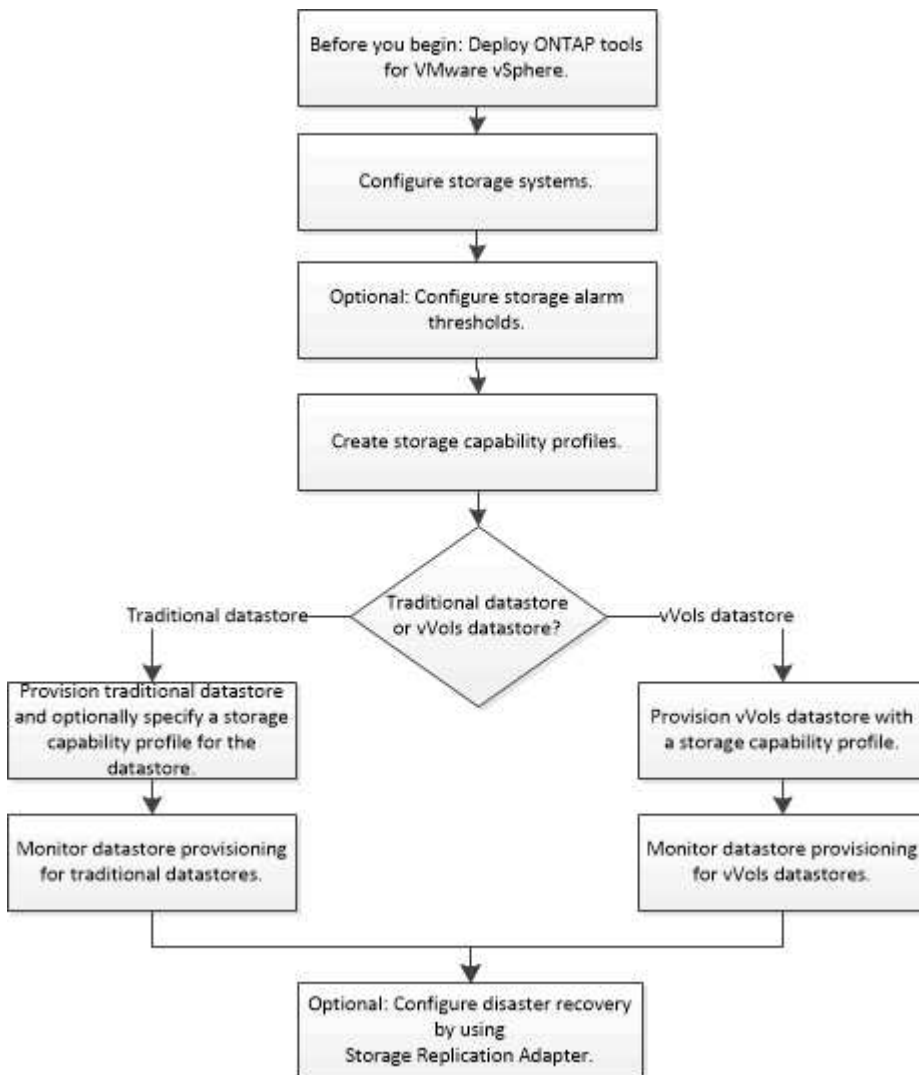 Before you begin: Deploy ONTAP tools
for VMware vSphere.
Configure storage systems.
Optional: Configure storage alarm
thresholds.
Create storage capability profiles.
Traditional datastore
or vVols datastore?
Traditional datastore
vVols datastore
Provision traditional datastore
and optionally specify a storage
capability profile for the
datastore.
Provision vVols datastore with
a storage capability profile.
Monitor datastore provisioning
for traditional datastores.
Monitor datastore provisioning
for vVols datastores.
Optional: Configure disaster recovery
by using
Storage Replication Adapter.